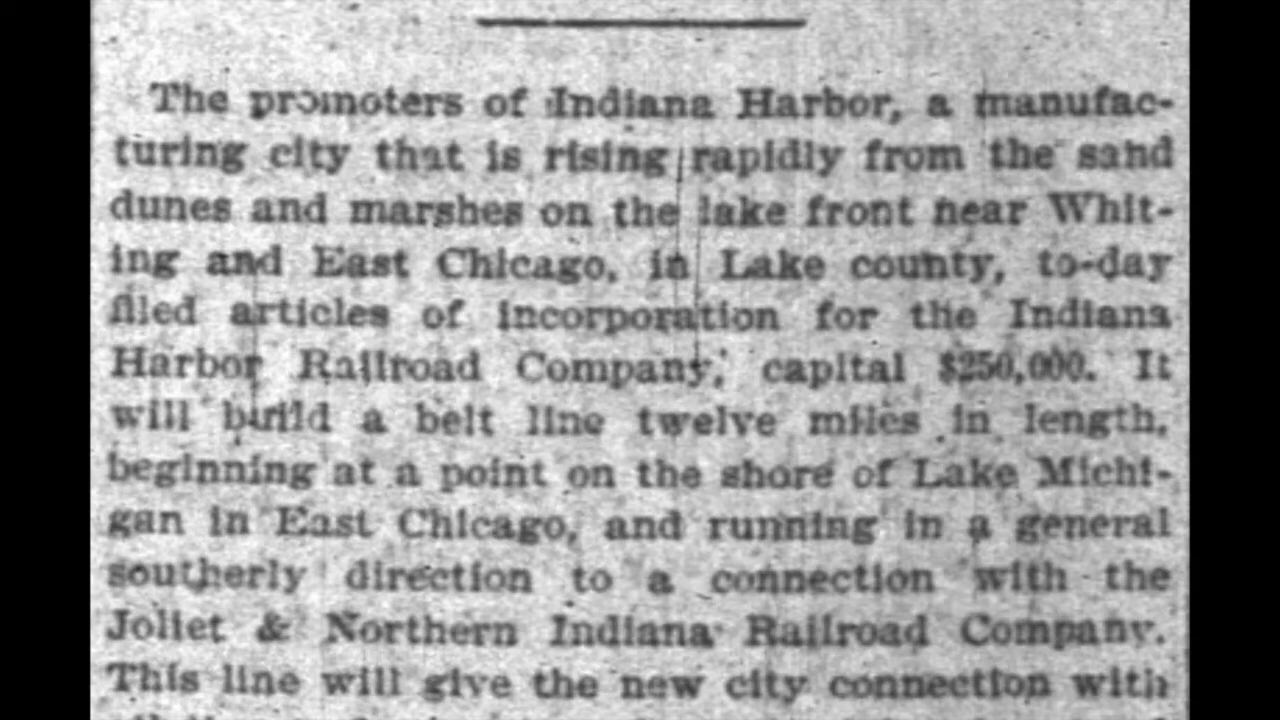 The promoters of Indiana Harbor, a manufac-
turing city that is rising rapidly from the sand
dunes and marshes on the lake front near Whit-
ing and East Chicago, in Lake county, to-day
filed articles of incorporation for the Indiana
Harbor Railroad Company, capital $250,000. It
will build a belt line twelve miles in length,
beginning at a point on the shore of Lake Michi-
gan in East Chicago, and running in a general
southerly direction to a connection with the
Joliet & Northern Indiana Railroad Company.
This line will give the new city connection with